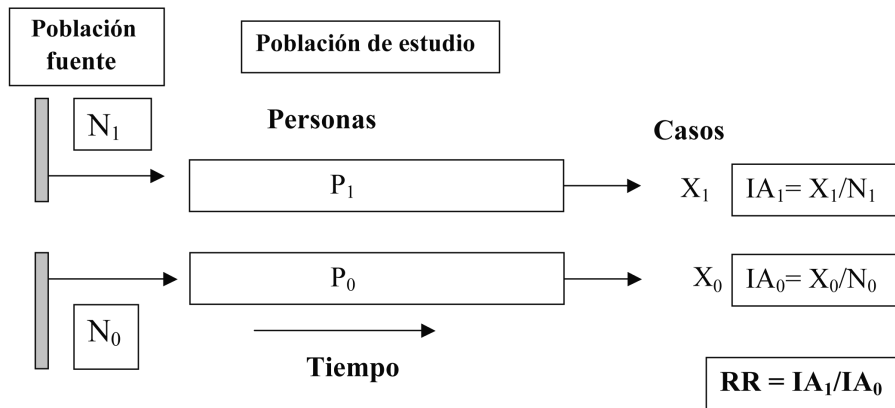 Población
fuente
Población de estudio
N₁
Personas
Casos
P₁
X₁
IA₁= X₁/N₁
P₀
X₀
IA₀= X₀/N₀
N₀
Tiempo
RR = IA₁/IA₀